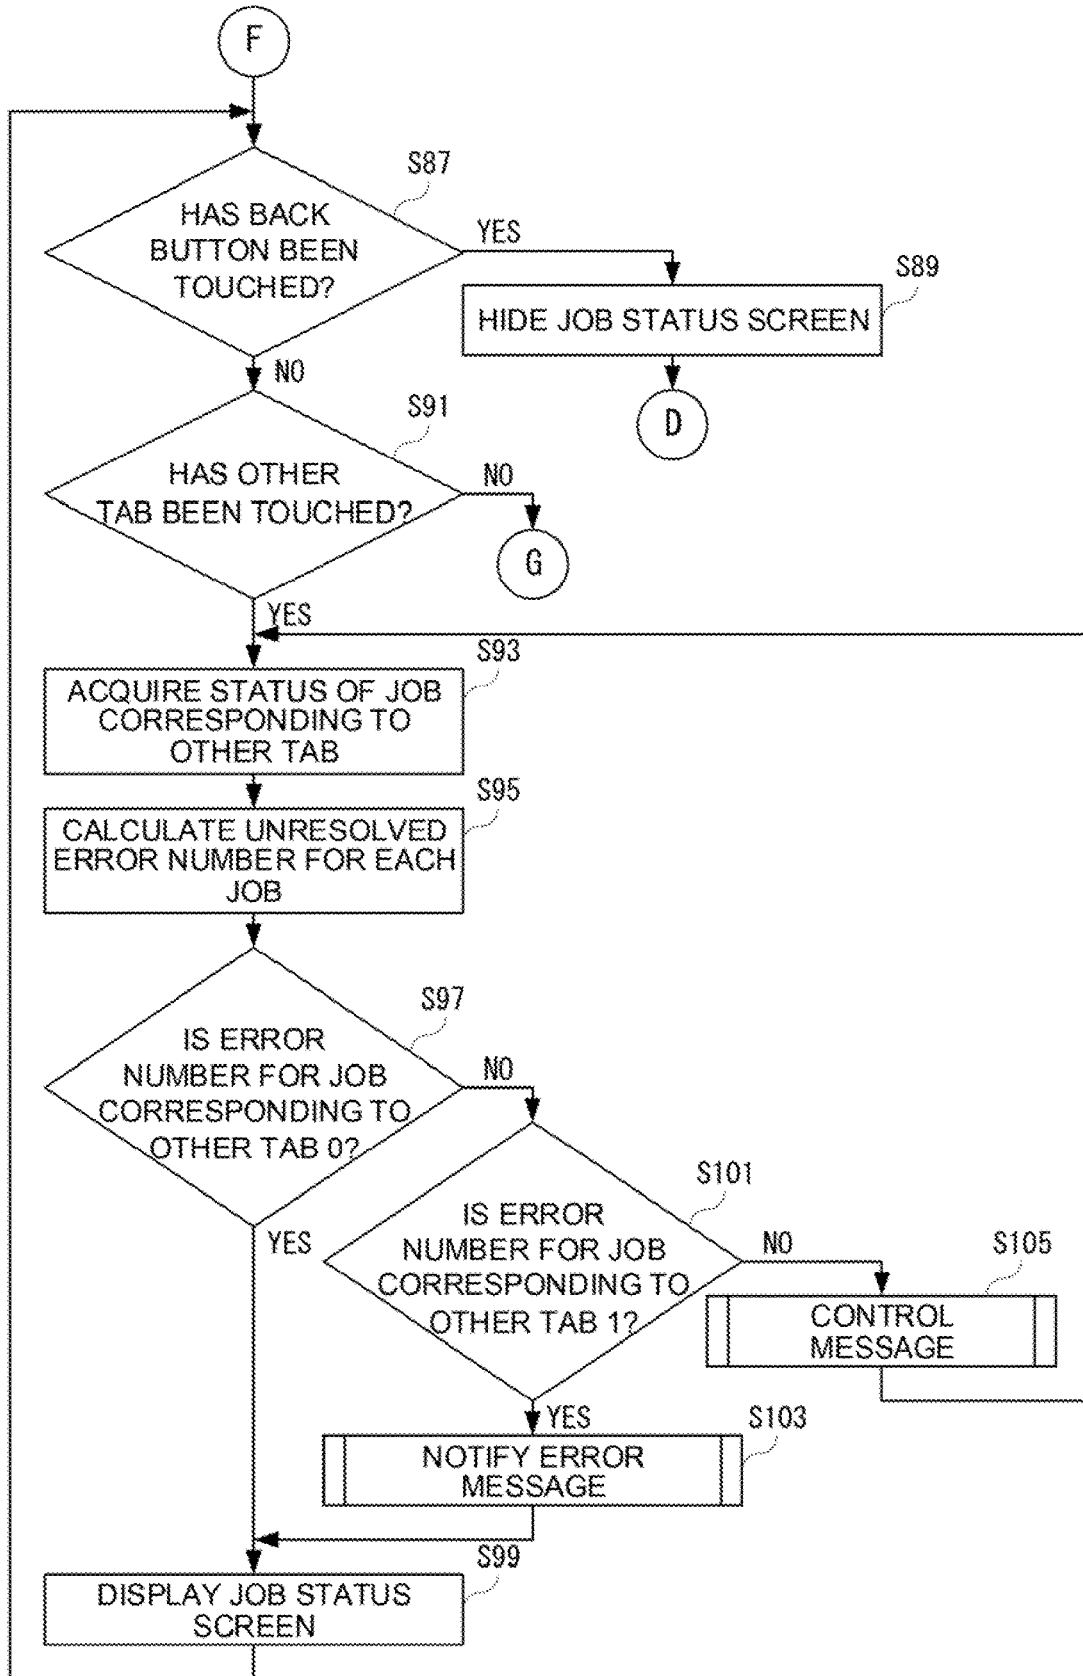 F
S87
HAS BACK
BUTTON BEEN
TOUCHED?
YES
S89
HIDE JOB STATUS SCREEN
NO
D
S91
HAS OTHER
TAB BEEN TOUCHED?
NO
G
YES
S93
ACQUIRE STATUS OF JOB
CORRESPONDING TO
OTHER TAB
S95
CALCULATE UNRESOLVED
ERROR NUMBER FOR EACH
JOB
S97
IS ERROR
NUMBER FOR JOB
CORRESPONDING TO
OTHER TAB 0?
NO
YES
S101
IS ERROR
NUMBER FOR JOB
CORRESPONDING TO
OTHER TAB 1?
NO
S105
CONTROL
MESSAGE
YES
S103
NOTIFY ERROR
MESSAGE
S99
DISPLAY JOB STATUS
SCREEN